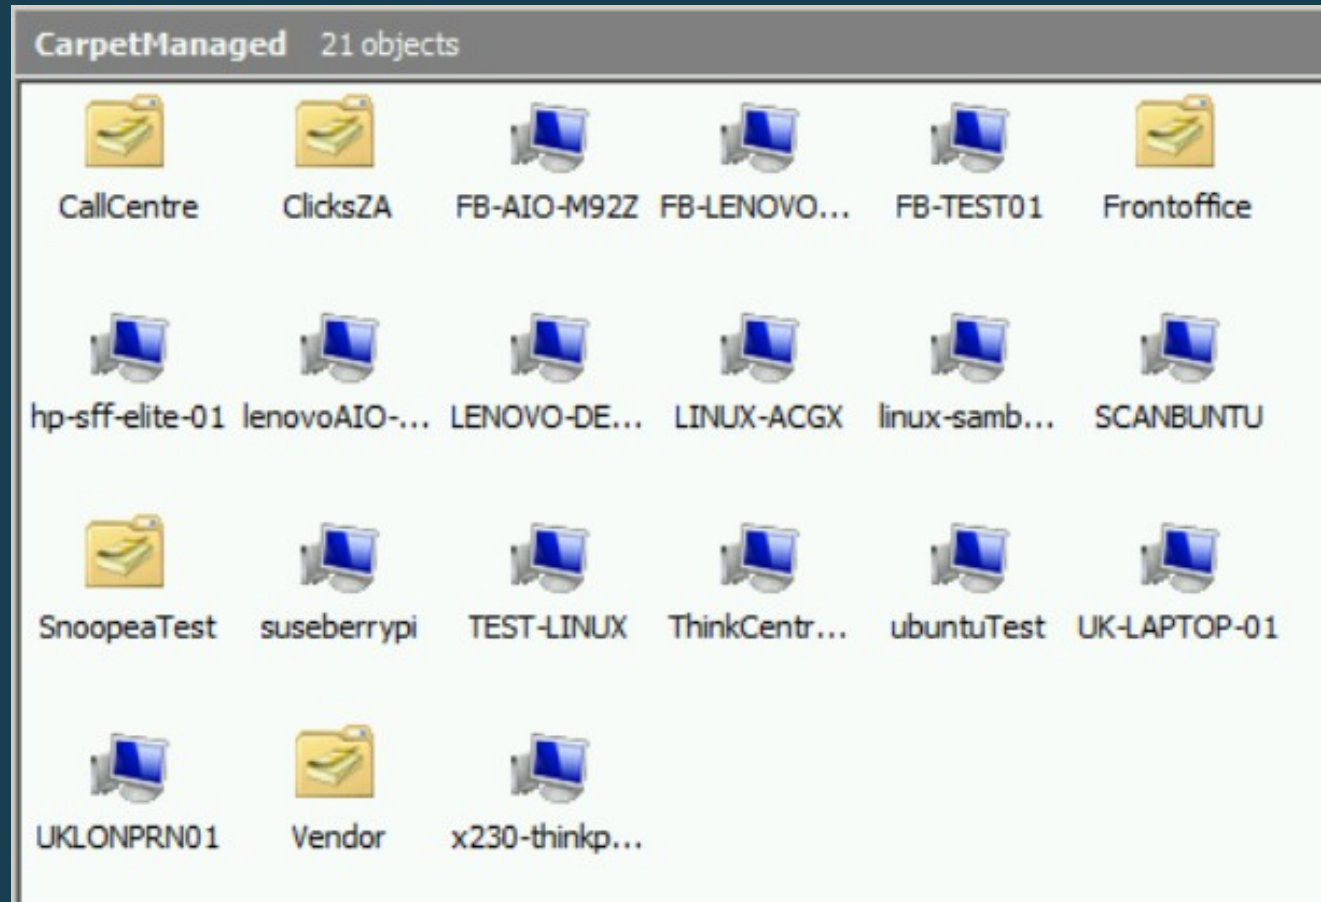 CarpetManaged 21 objects
CallCentre ClicksZA FB-AIO-M92Z FB-LENOVO... FB-TEST01 Frontoffice
hp-sff-elite-01 lenovoAIO-... LENOVO-DE... LINUX-ACGX linux-samb... SCANBUNTU
SnoopeaTest suseberrypi TEST-LINUX ThinkCentr... ubuntuTest UK-LAPTOP-01
UKLONPRN01 Vendor x230-thinkp...